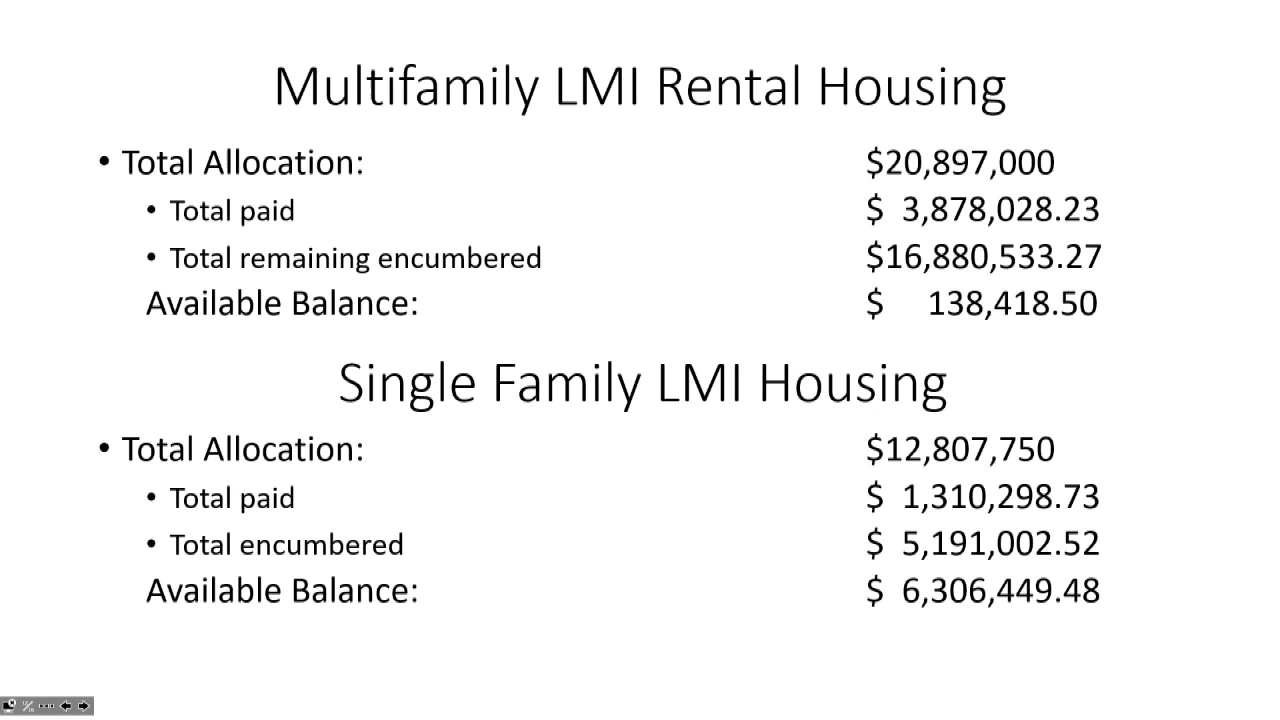 Multifamily LMI Rental Housing
• Total Allocation: $20,897,000
• Total paid $ 3,878,028.23
• Total remaining encumbered $16,880,533.27
Available Balance: $ 138,418.50
Single Family LMI Housing
• Total Allocation: $12,807,750
• Total paid $ 1,310,298.73
• Total encumbered $ 5,191,002.52
Available Balance: $ 6,306,449.48